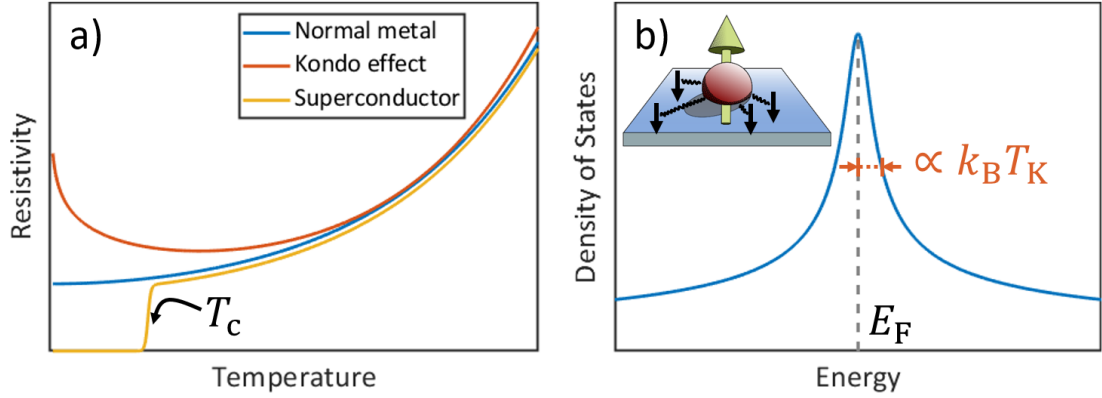 a)
Normal metal
Kondo effect
Superconductor
Resistivity
T_c
Temperature
b)
Density of States
∝ k_B T_K
E_F
Energy